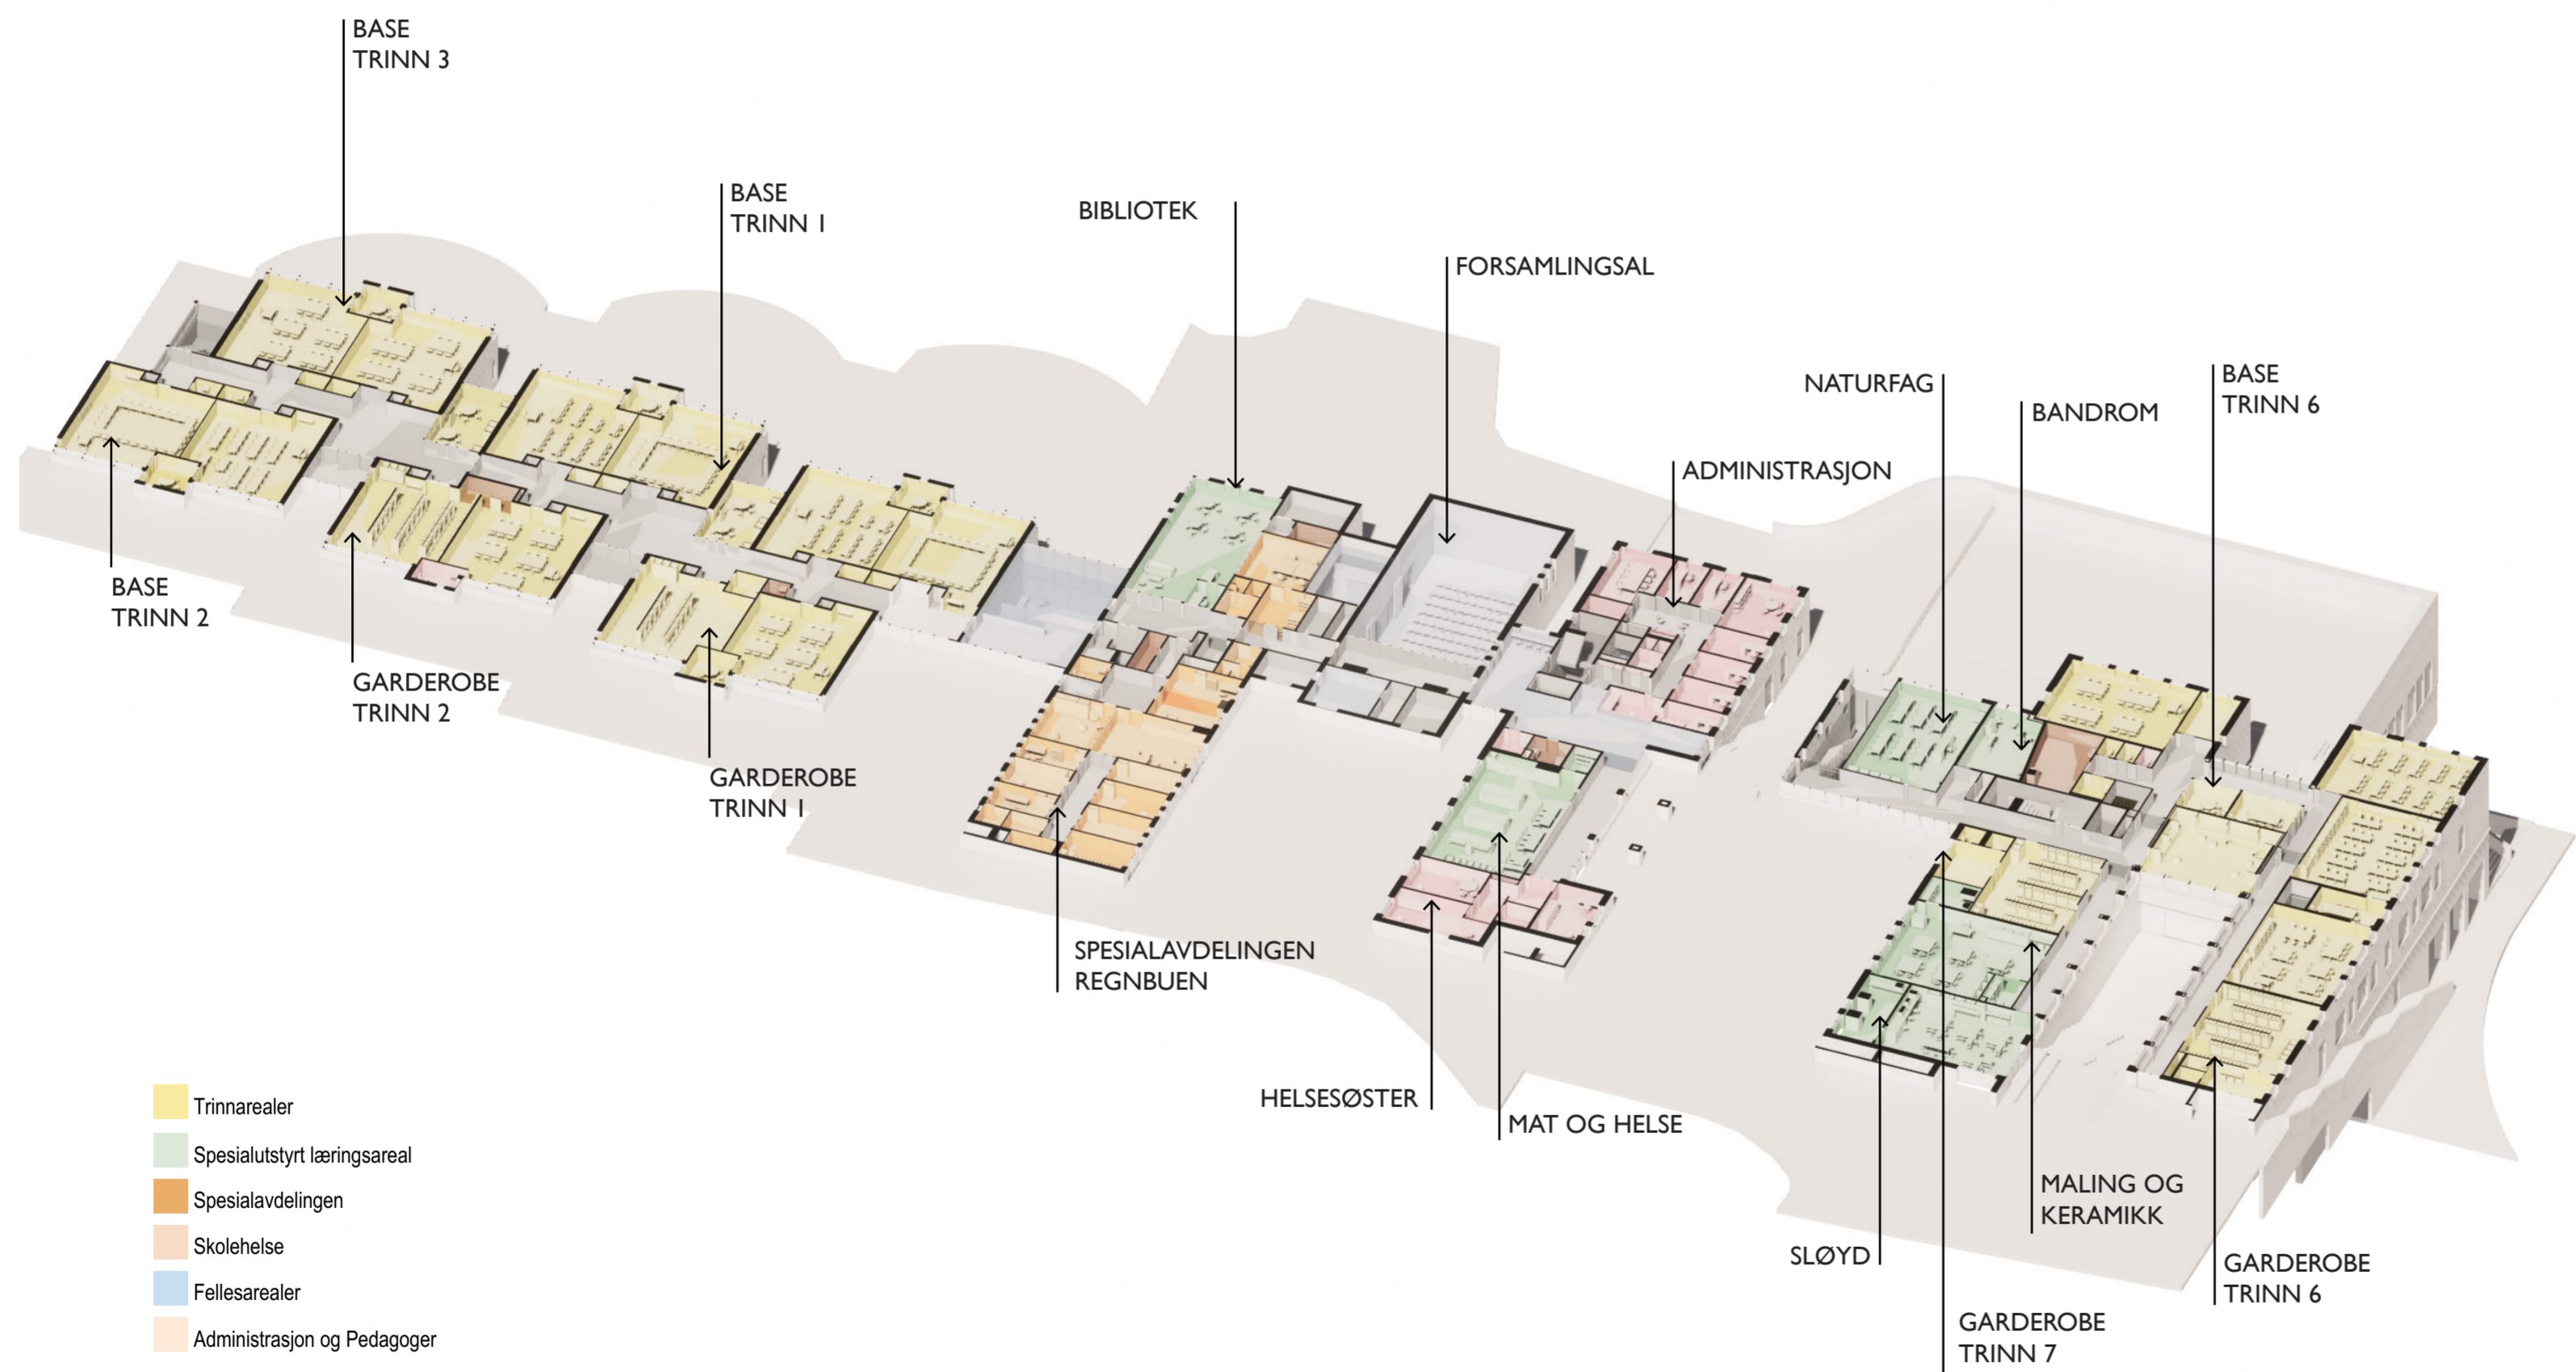 BASE
TRINN 3
BASE
TRINN 1
BIBLIOTEK
FORSAMLINGSAL
BASE
TRINN 6
NATURFAG
BANDROM
ADMINISTRASJON
BASE
TRINN 2
GARDEROBE
TRINN 2
GARDEROBE
TRINN 1
SPESIALAVDELINGEN
REGNBUEN
HELSESØSTER
MAT OG HELSE
MALING OG
KERAMIKK
SLØYD
GARDEROBE
TRINN 6
GARDEROBE
TRINN 7
Trinnarealer
Spesialutstyrt læringsareal
Spesialavdelingen
Skolehelse
Fellesarealer
Administrasjon og Pedagoger